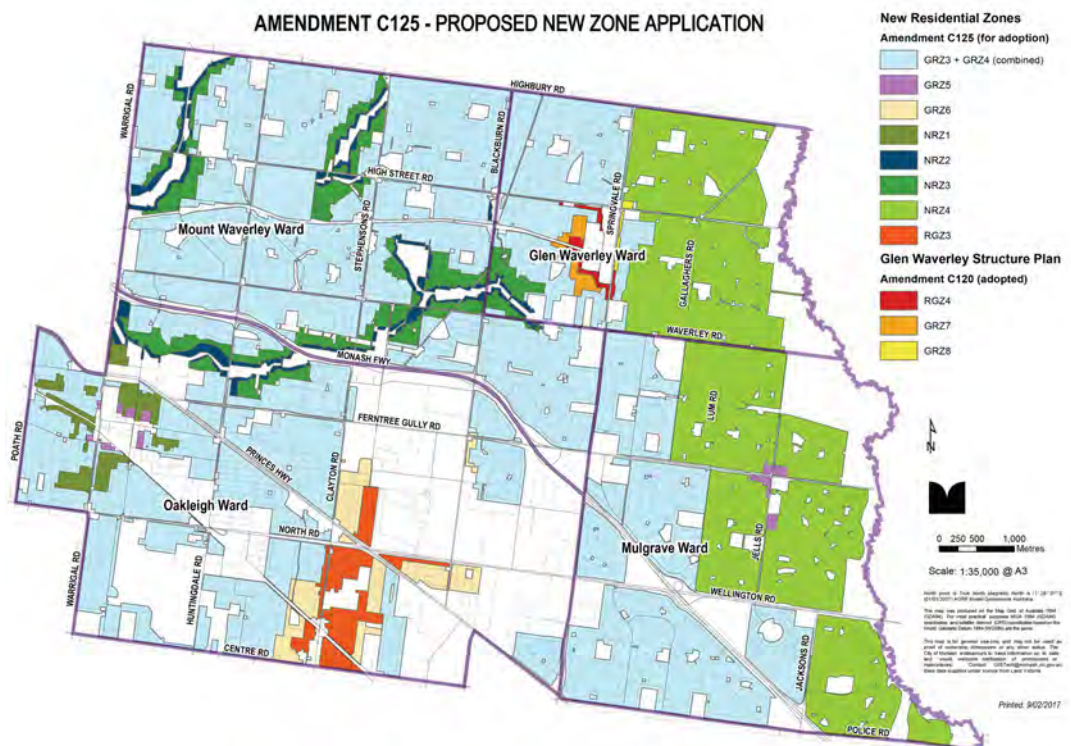 AMENDMENT C125 - PROPOSED NEW ZONE APPLICATION
New Residential Zones
Amendment C125 (for adoption)
GRZ3 + GRZ4 (combined)
GRZ5
GRZ6
NRZ1
NRZ2
NRZ3
NRZ4
RGZ3
Glen Waverley Structure Plan
Amendment C120 (adopted)
RGZ4
GRZ7
GRZ8
HIGHBURY RD
WARRIGAL RD
BLACKBURN RD
HIGH STREET RD
SPRINGVALE RD
STEPHENSONS RD
Mount Waverley Ward
Glen Waverley Ward
GALLAGHERS RD
WAVERLEY RD
MONASH FWY
LUM RD
FERNTREE GULLY RD
POATH RD
PRINCES HWY
CLAYTON RD
Oakleigh Ward
NORTH RD
Mulgrave Ward
JELLS RD
WARRIGAL RD
HUNTINGDALE RD
WELLINGTON RD
CENTRE RD
JACKSONS RD
POLICE RD
N
0 250 500 1,000
Metres
Scale: 1:35,000 @ A3
Printed: 9/02/2017